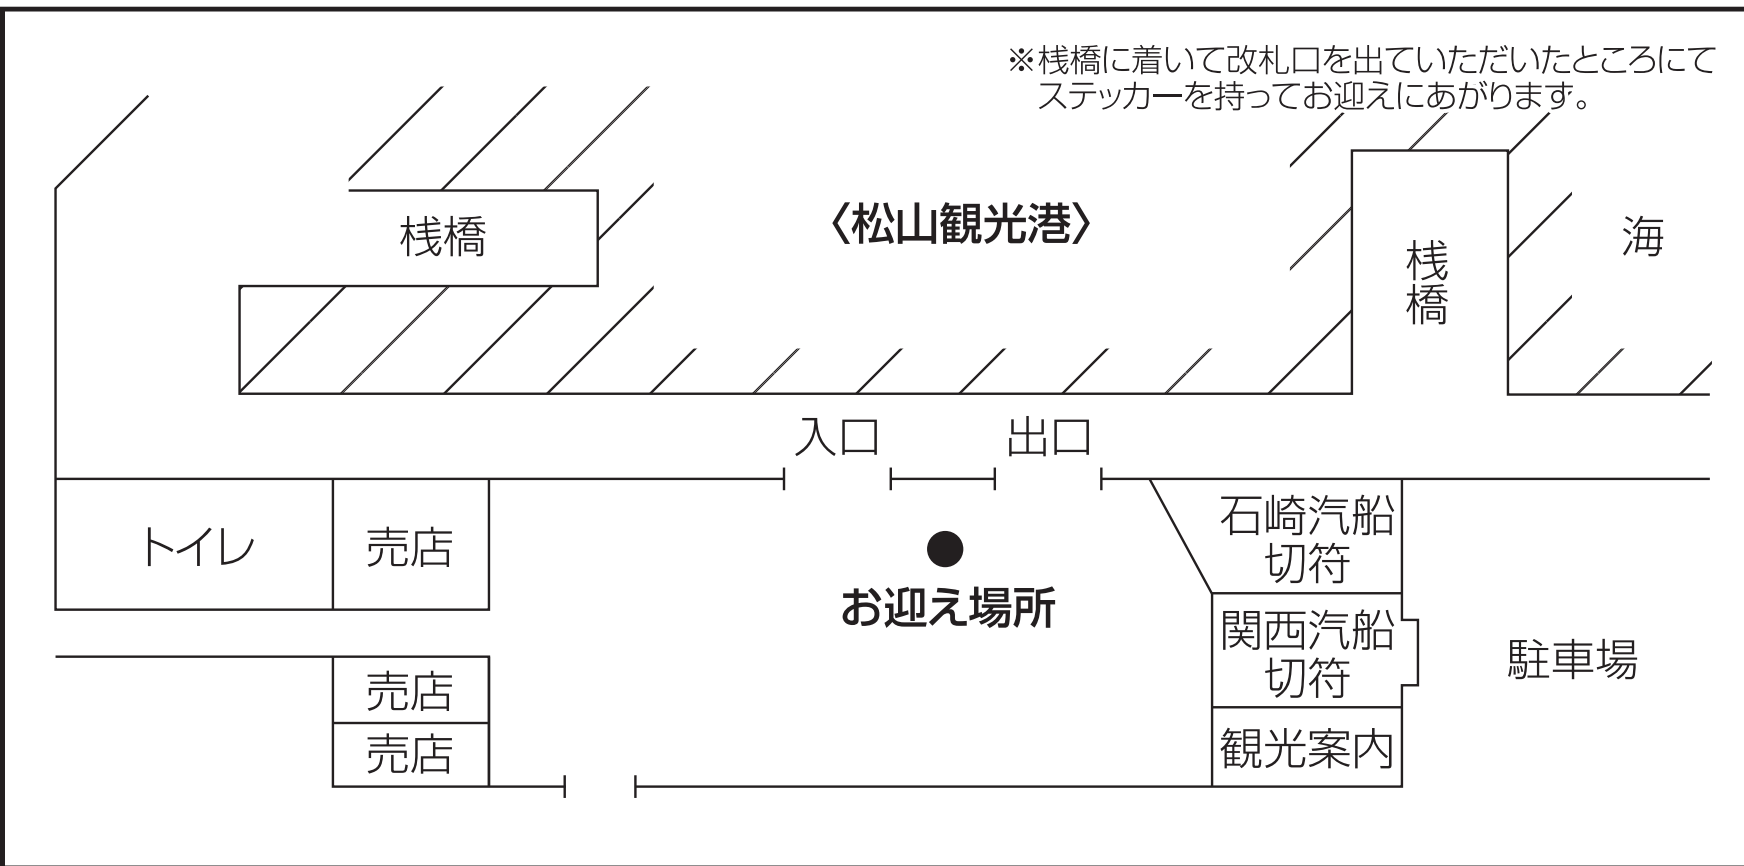 ※桟橋に着いて改札口を出ていただいたところにて
ステッカーを持ってお迎えにあがります。
〈松山観光港〉
桟橋
桟橋
海
入口
出口
トイレ
売店
お迎え場所
石崎汽船
切符
関西汽船
切符
駐車場
売店
売店
観光案内